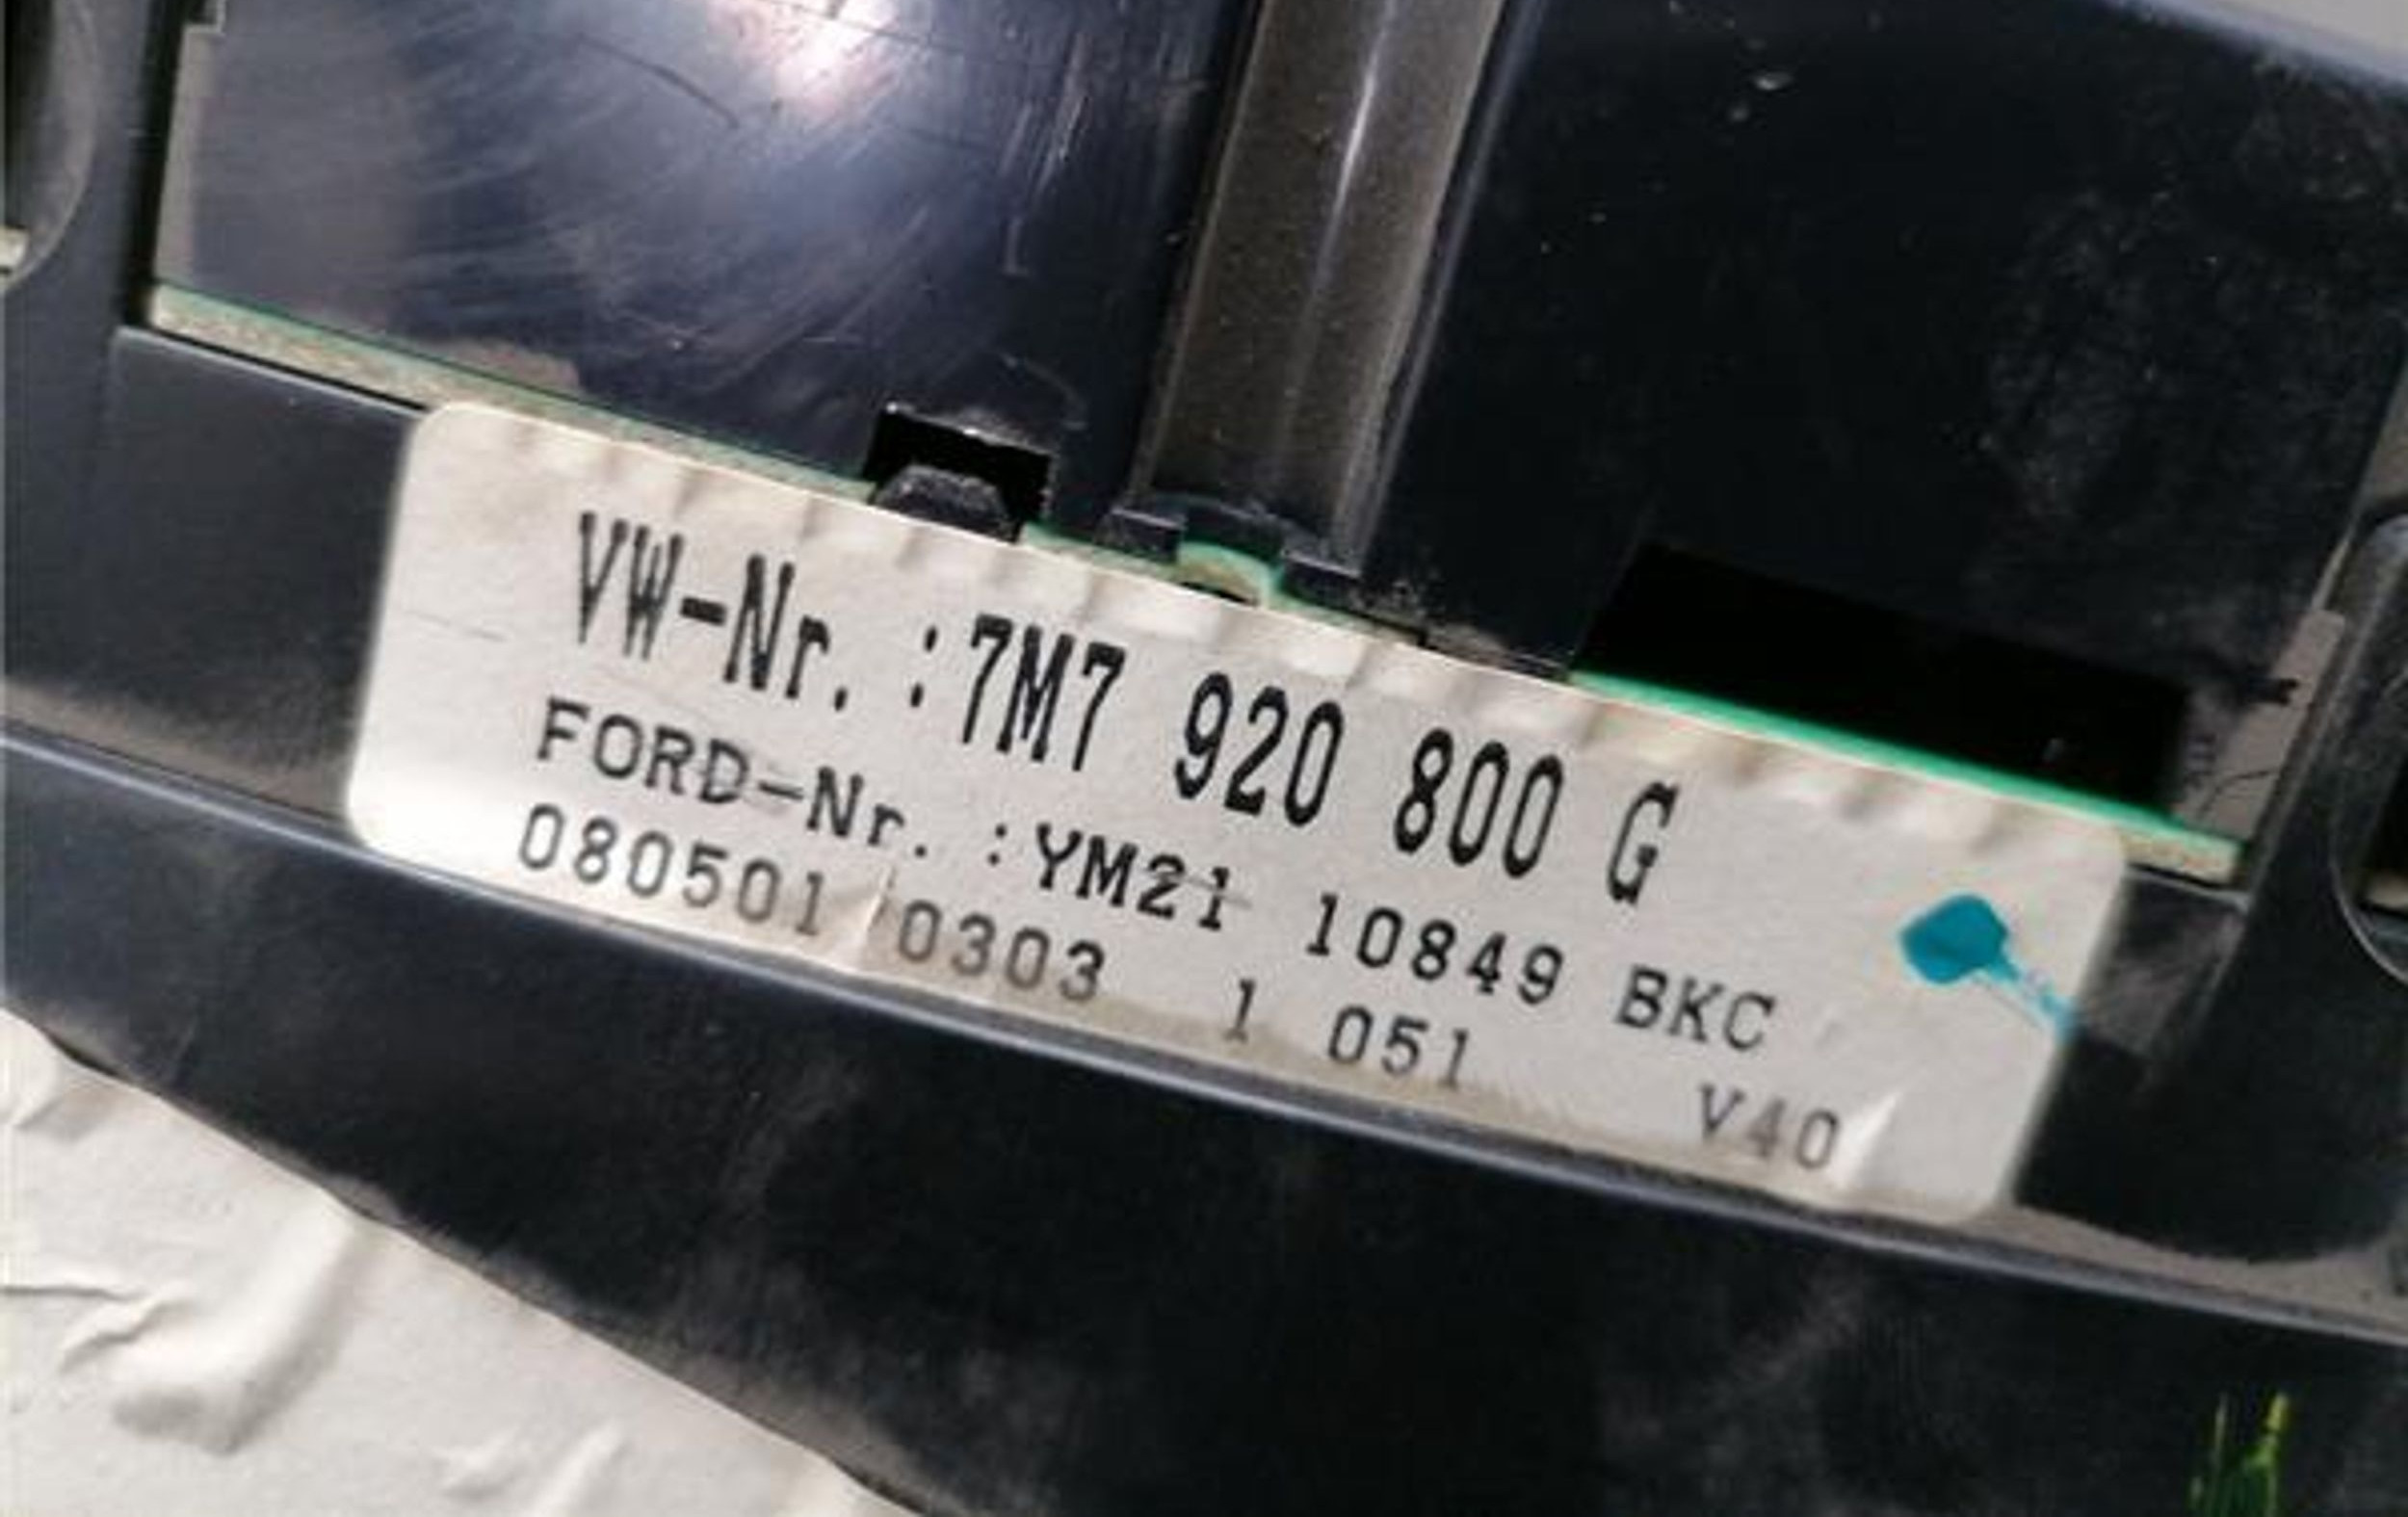 VW-Nr. :7M7 920 800 G
FORD-Nr. :YM21 10849 BKC
080501 0303 1 051 V40